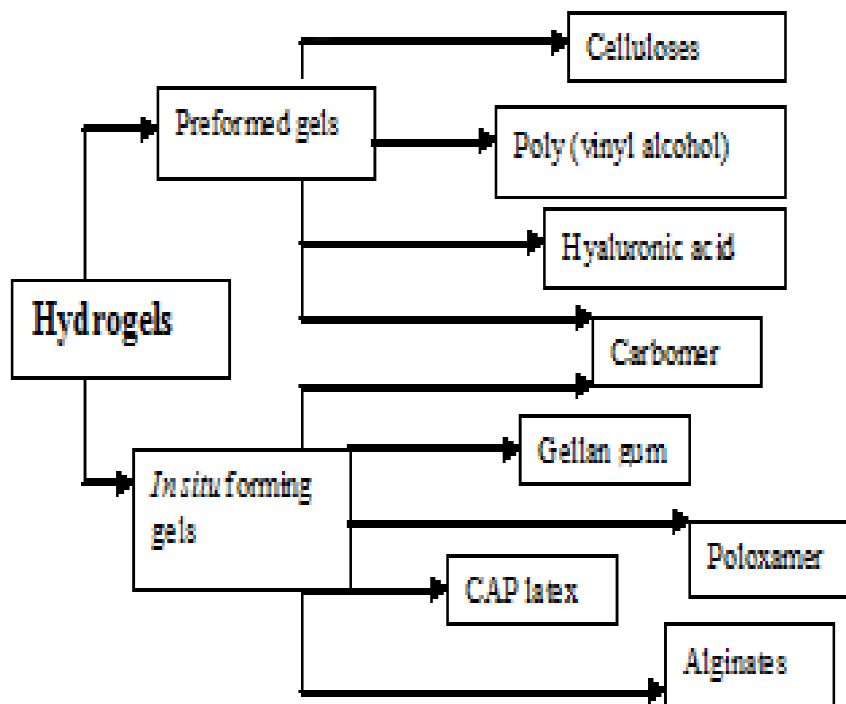 Celluloses
Preformed gels
Poly (vinyl alcohol)
Hyaluronic acid
Hydrogels
Carbomer
Gellan gum
In situ forming
gels
Poloxamer
CAP latex
Alginates